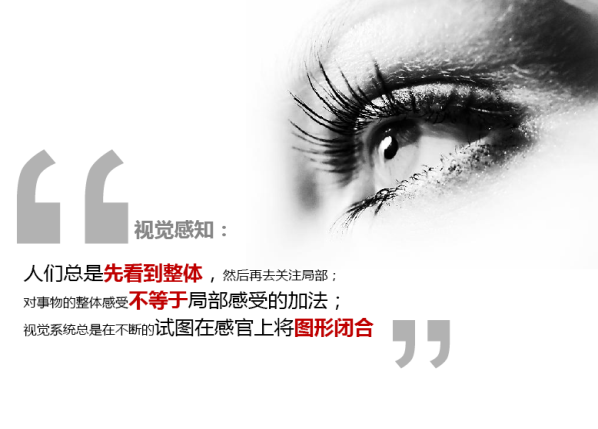 视觉感知：
人们总是先看到整体，然后再去关注局部；
对事物的整体感受不等于局部感受的加法；
视觉系统总是在不断的试图在感官上将图形闭合